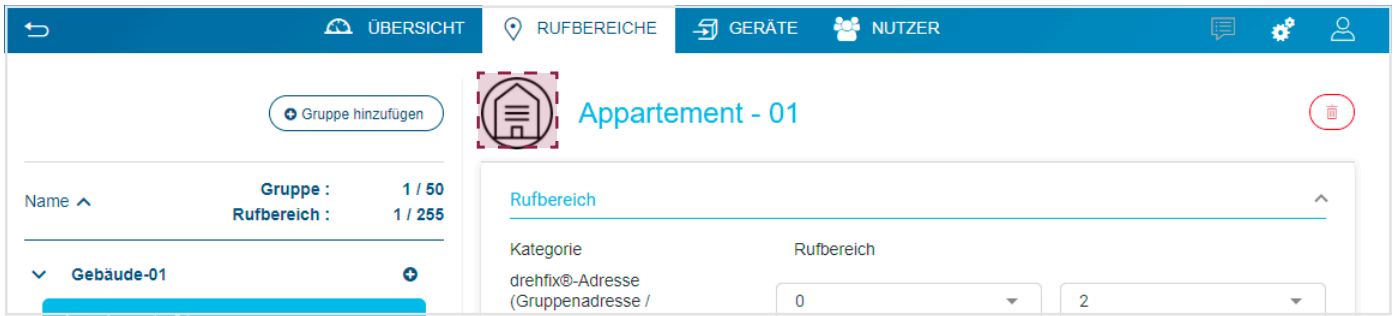 ÜBERSICHT RUFBEREICHE GERÄTE NUTZER
Gruppe hinzufügen
Appartement - 01
Name
Gruppe : 1 / 50
Rufbereich : 1 / 255
Gebäude-01
Rufbereich
Kategorie Rufbereich
drehfix®-Adresse
(Gruppenadresse / 0 2